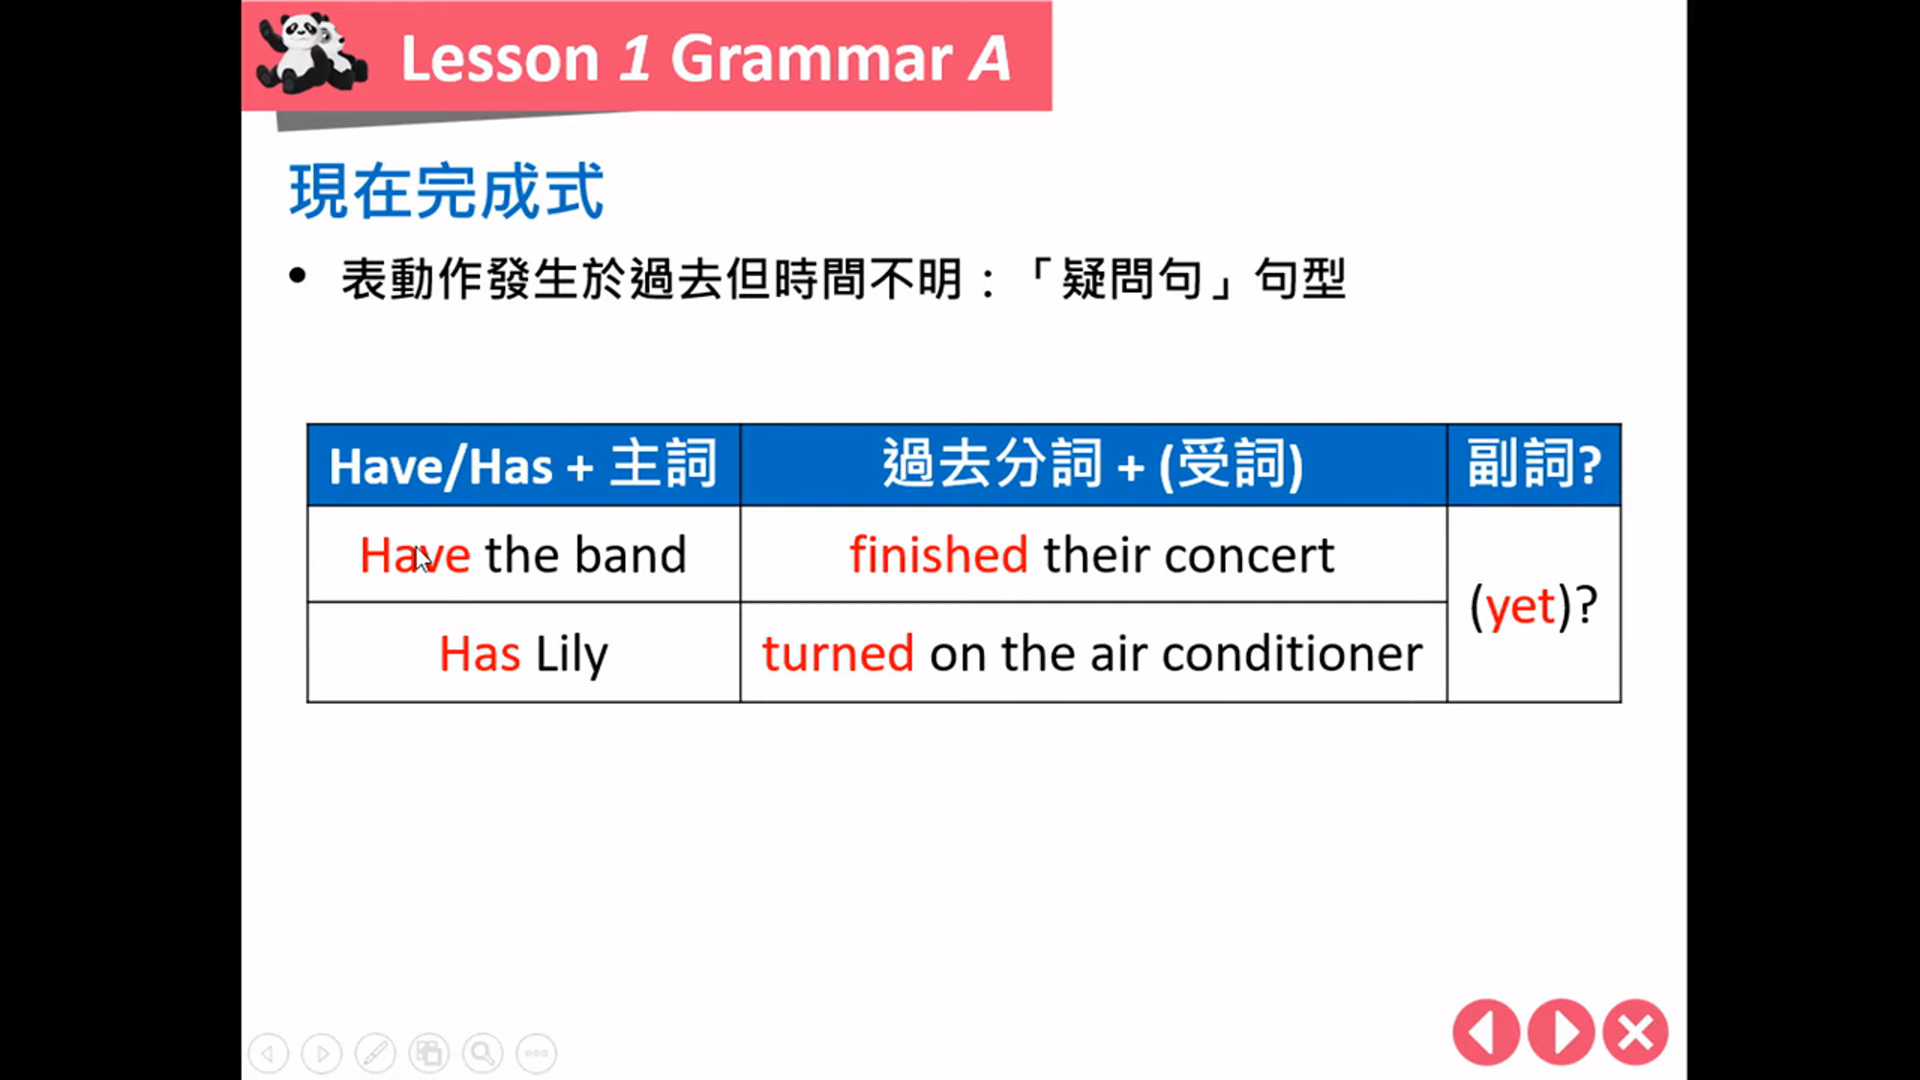 Lesson 1 Grammar A
現在完成式
• 表動作發生於過去但時間不明：「疑問句」句型
Have/Has + 主詞 過去分詞 + (受詞) 副詞?
Have the band finished their concert
(yet)?
Has Lily turned on the air conditioner